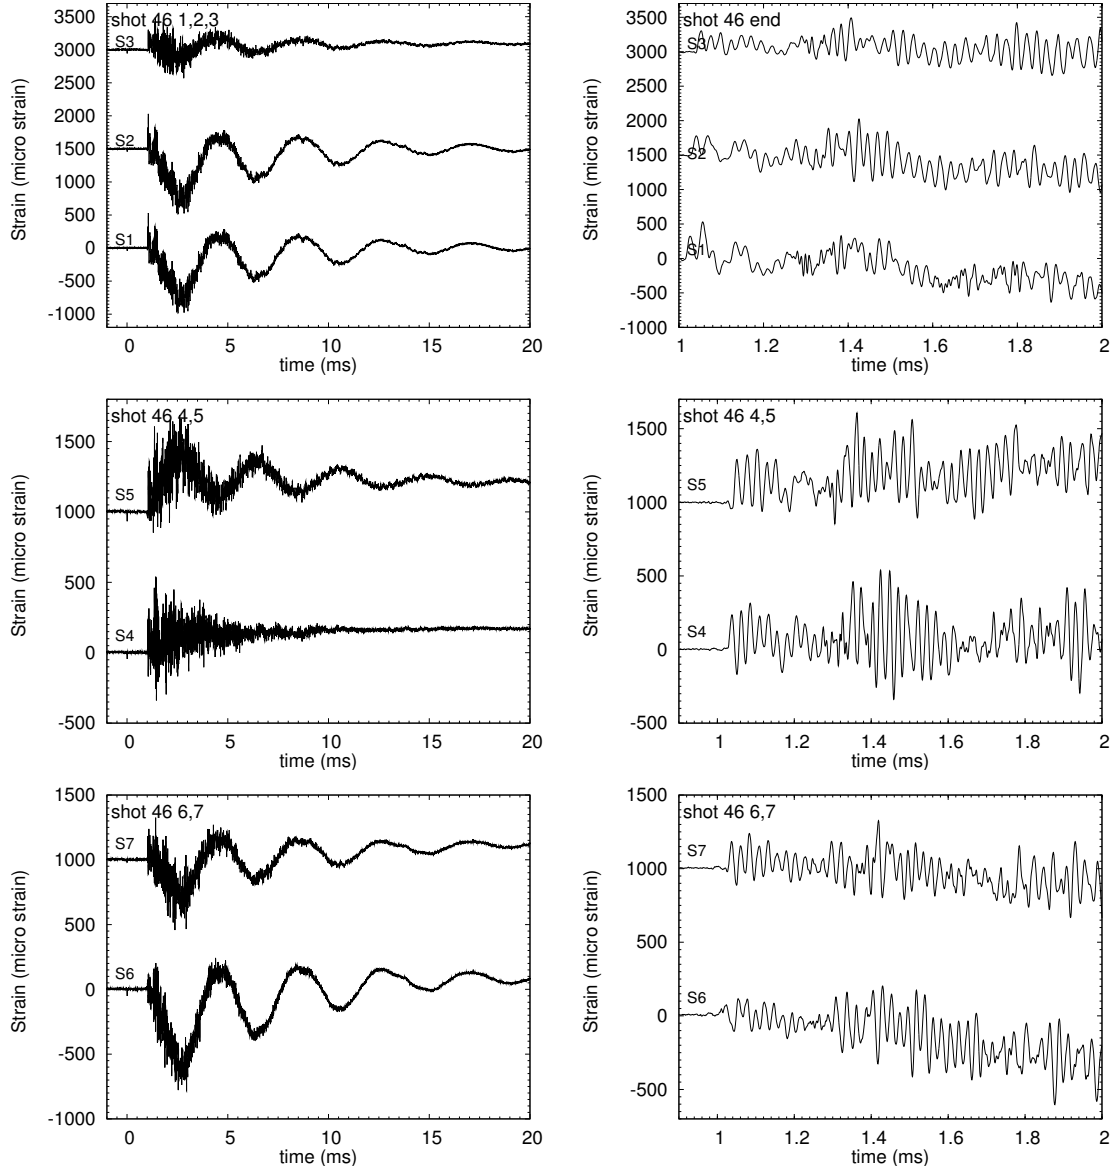 shot 46 1,2,3
Strain (micro strain)
3500
3000
2500
2000
1500
1000
500
0
-500
-1000
S3
S2
S1
0 5 10 15 20
time (ms)
shot 46 end
Strain (micro strain)
3500
3000
2500
2000
1500
1000
500
0
-500
-1000
S3
S2
S1
1 1.2 1.4 1.6 1.8 2
time (ms)
shot 46 4,5
Strain (micro strain)
1500
1000
500
0
-500
S5
S4
0 5 10 15 20
time (ms)
shot 46 4,5
Strain (micro strain)
1500
1000
500
0
-500
S5
S4
1 1.2 1.4 1.6 1.8 2
time (ms)
shot 46 6,7
Strain (micro strain)
1500
1000
500
0
-500
-1000
S7
S6
0 5 10 15 20
time (ms)
shot 46 6,7
Strain (micro strain)
1500
1000
500
0
-500
S7
S6
1 1.2 1.4 1.6 1.8 2
time (ms)